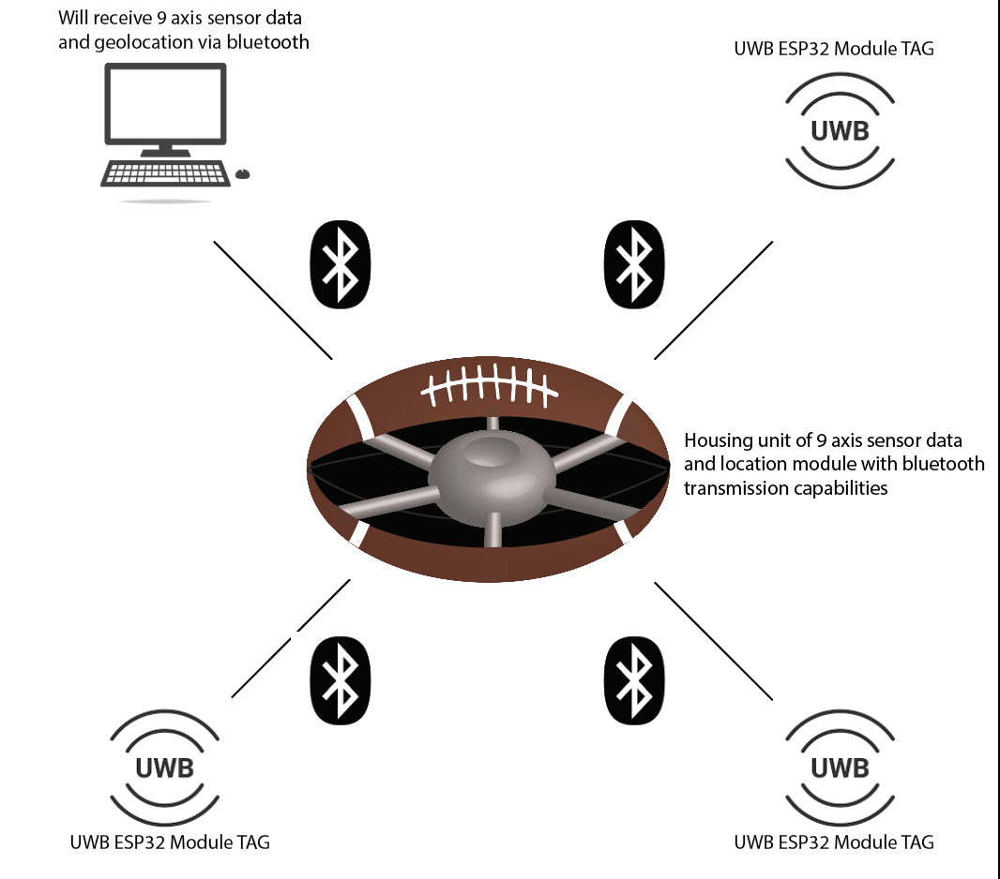 Will receive 9 axis sensor data
and geolocation via bluetooth
UWB ESP32 Module TAG
UWB
Housing unit of 9 axis sensor data
and location module with bluetooth
transmission capabilities
UWB
UWB ESP32 Module TAG
UWB
UWB ESP32 Module TAG